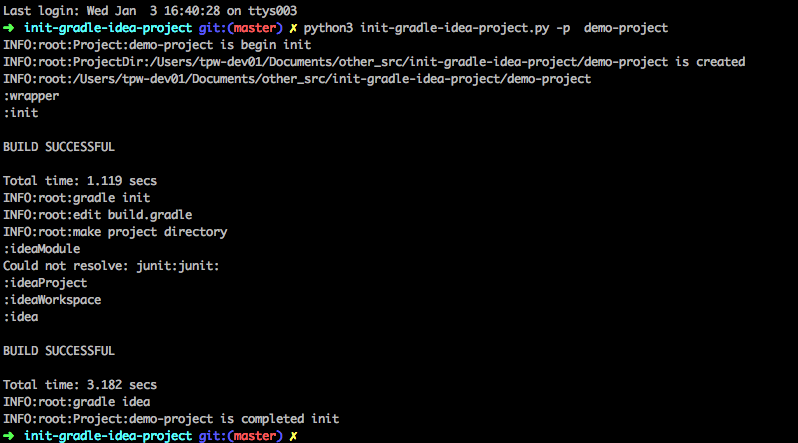 Last login: Wed Jan  3 16:40:28 on ttys003
➜  init-gradle-idea-project git:(master) ✗ python3 init-gradle-idea-project.py -p  demo-project
INFO:root:Project:demo-project is begin init
INFO:root:ProjectDir:/Users/tpw-dev01/Documents/other_src/init-gradle-idea-project/demo-project is created
INFO:root:/Users/tpw-dev01/Documents/other_src/init-gradle-idea-project/demo-project
:wrapper
:init
BUILD SUCCESSFUL
Total time: 1.119 secs
INFO:root:gradle init
INFO:root:edit build.gradle
INFO:root:make project directory
:ideaModule
Could not resolve: junit:junit:
:ideaProject
:ideaWorkspace
:idea
BUILD SUCCESSFUL
Total time: 3.182 secs
INFO:root:gradle idea
INFO:root:Project:demo-project is completed init
➜  init-gradle-idea-project git:(master) ✗